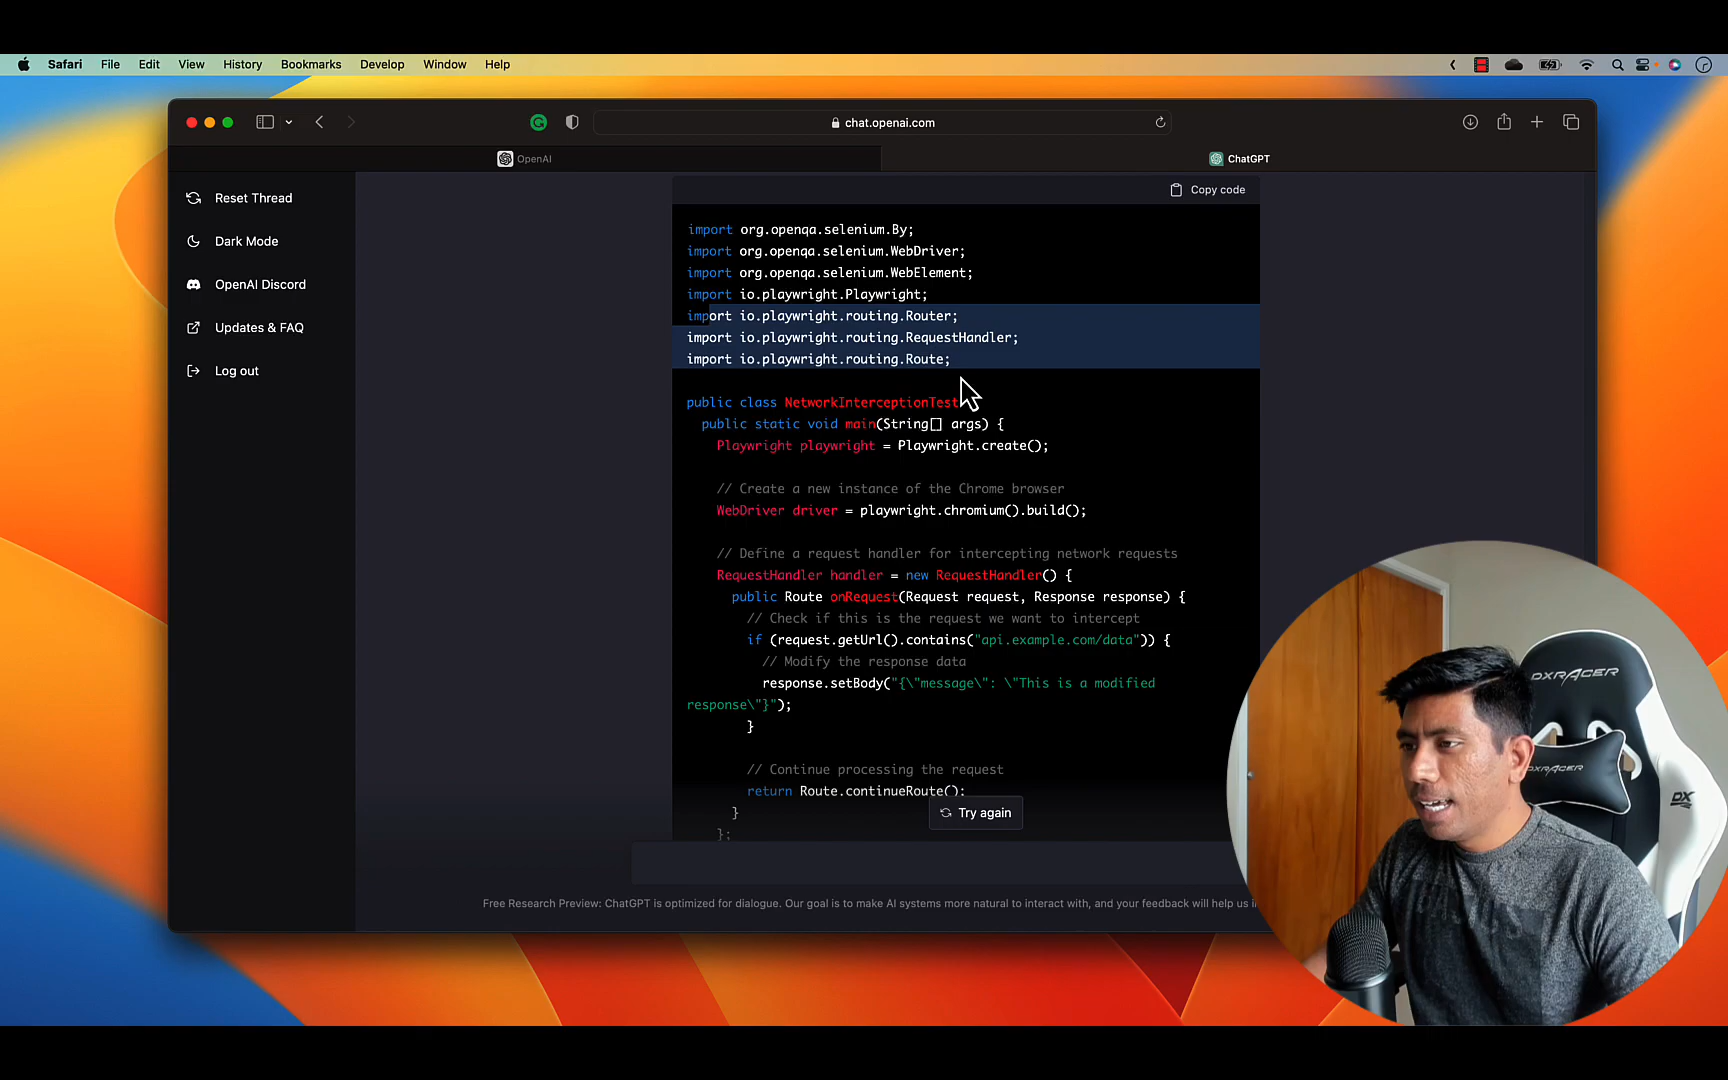 Safari File Edit View History Bookmarks Develop Window Help
chat.openai.com
OpenAI
ChatGPT
Reset Thread
Dark Mode
OpenAI Discord
Updates & FAQ
Log out
Copy code
import org.openqa.selenium.By;
import org.openqa.selenium.WebDriver;
import org.openqa.selenium.WebElement;
import io.playwright.Playwright;
import io.playwright.routing.Router;
import io.playwright.routing.RequestHandler;
import io.playwright.routing.Route;
public class NetworkInterceptionTest
public static void main(String[] args) {
Playwright playwright = Playwright.create();
// Create a new instance of the Chrome browser
WebDriver driver = playwright.chromium().build();
// Define a request handler for intercepting network requests
RequestHandler handler = new RequestHandler() {
public Route onRequest(Request request, Response response) {
// Check if this is the request we want to intercept
if (request.getUrl().contains("api.example.com/data")) {
// Modify the response data
response.setBody("{\"message\": \"This is a modified
response\"}");
}
// Continue processing the request
return Route.continueRoute();
}
};
Try again
Free Research Preview: ChatGPT is optimized for dialogue. Our goal is to make AI systems more natural to interact with, and your feedback will help us i
DXRACER
DXRACER
DX